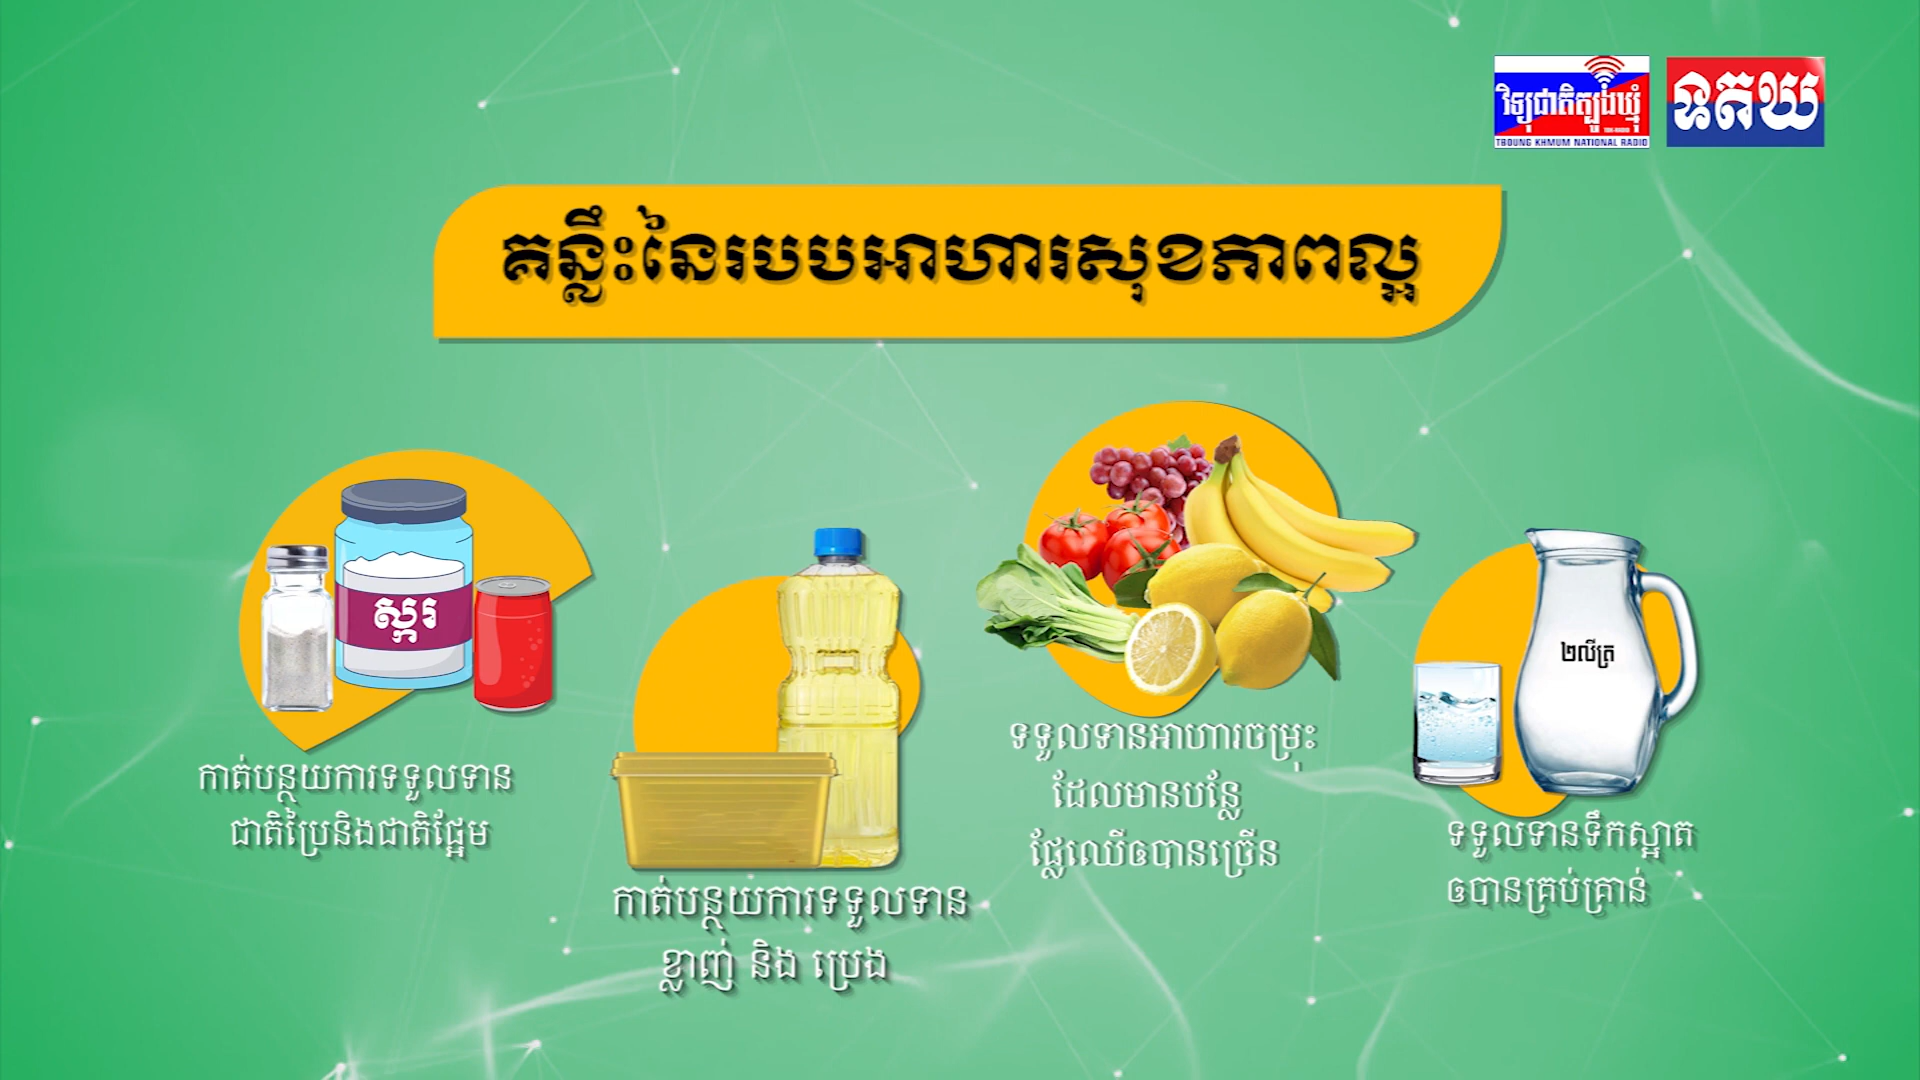 វិទ្យុជាតិត្បូងឃ្មុំ
TBK-RADIO
TBOUNG KHMUM NATIONAL RADIO
ទតឃ
គន្លឹះនៃរបបអាហារសុខភាពល្អ
ស្ករ
កាត់បន្ថយការទទួលទាន
ជាតិប្រៃនិងជាតិផ្អែម
កាត់បន្ថយការទទួលទាន
ខ្លាញ់ និង ប្រេង
ទទួលទានអាហារចម្រុះ
ដែលមានបន្លែ
ផ្លែឈើឲបានច្រើន
២លីត្រ
ទទួលទានទឹកស្អាត
ឲបានគ្រប់គ្រាន់